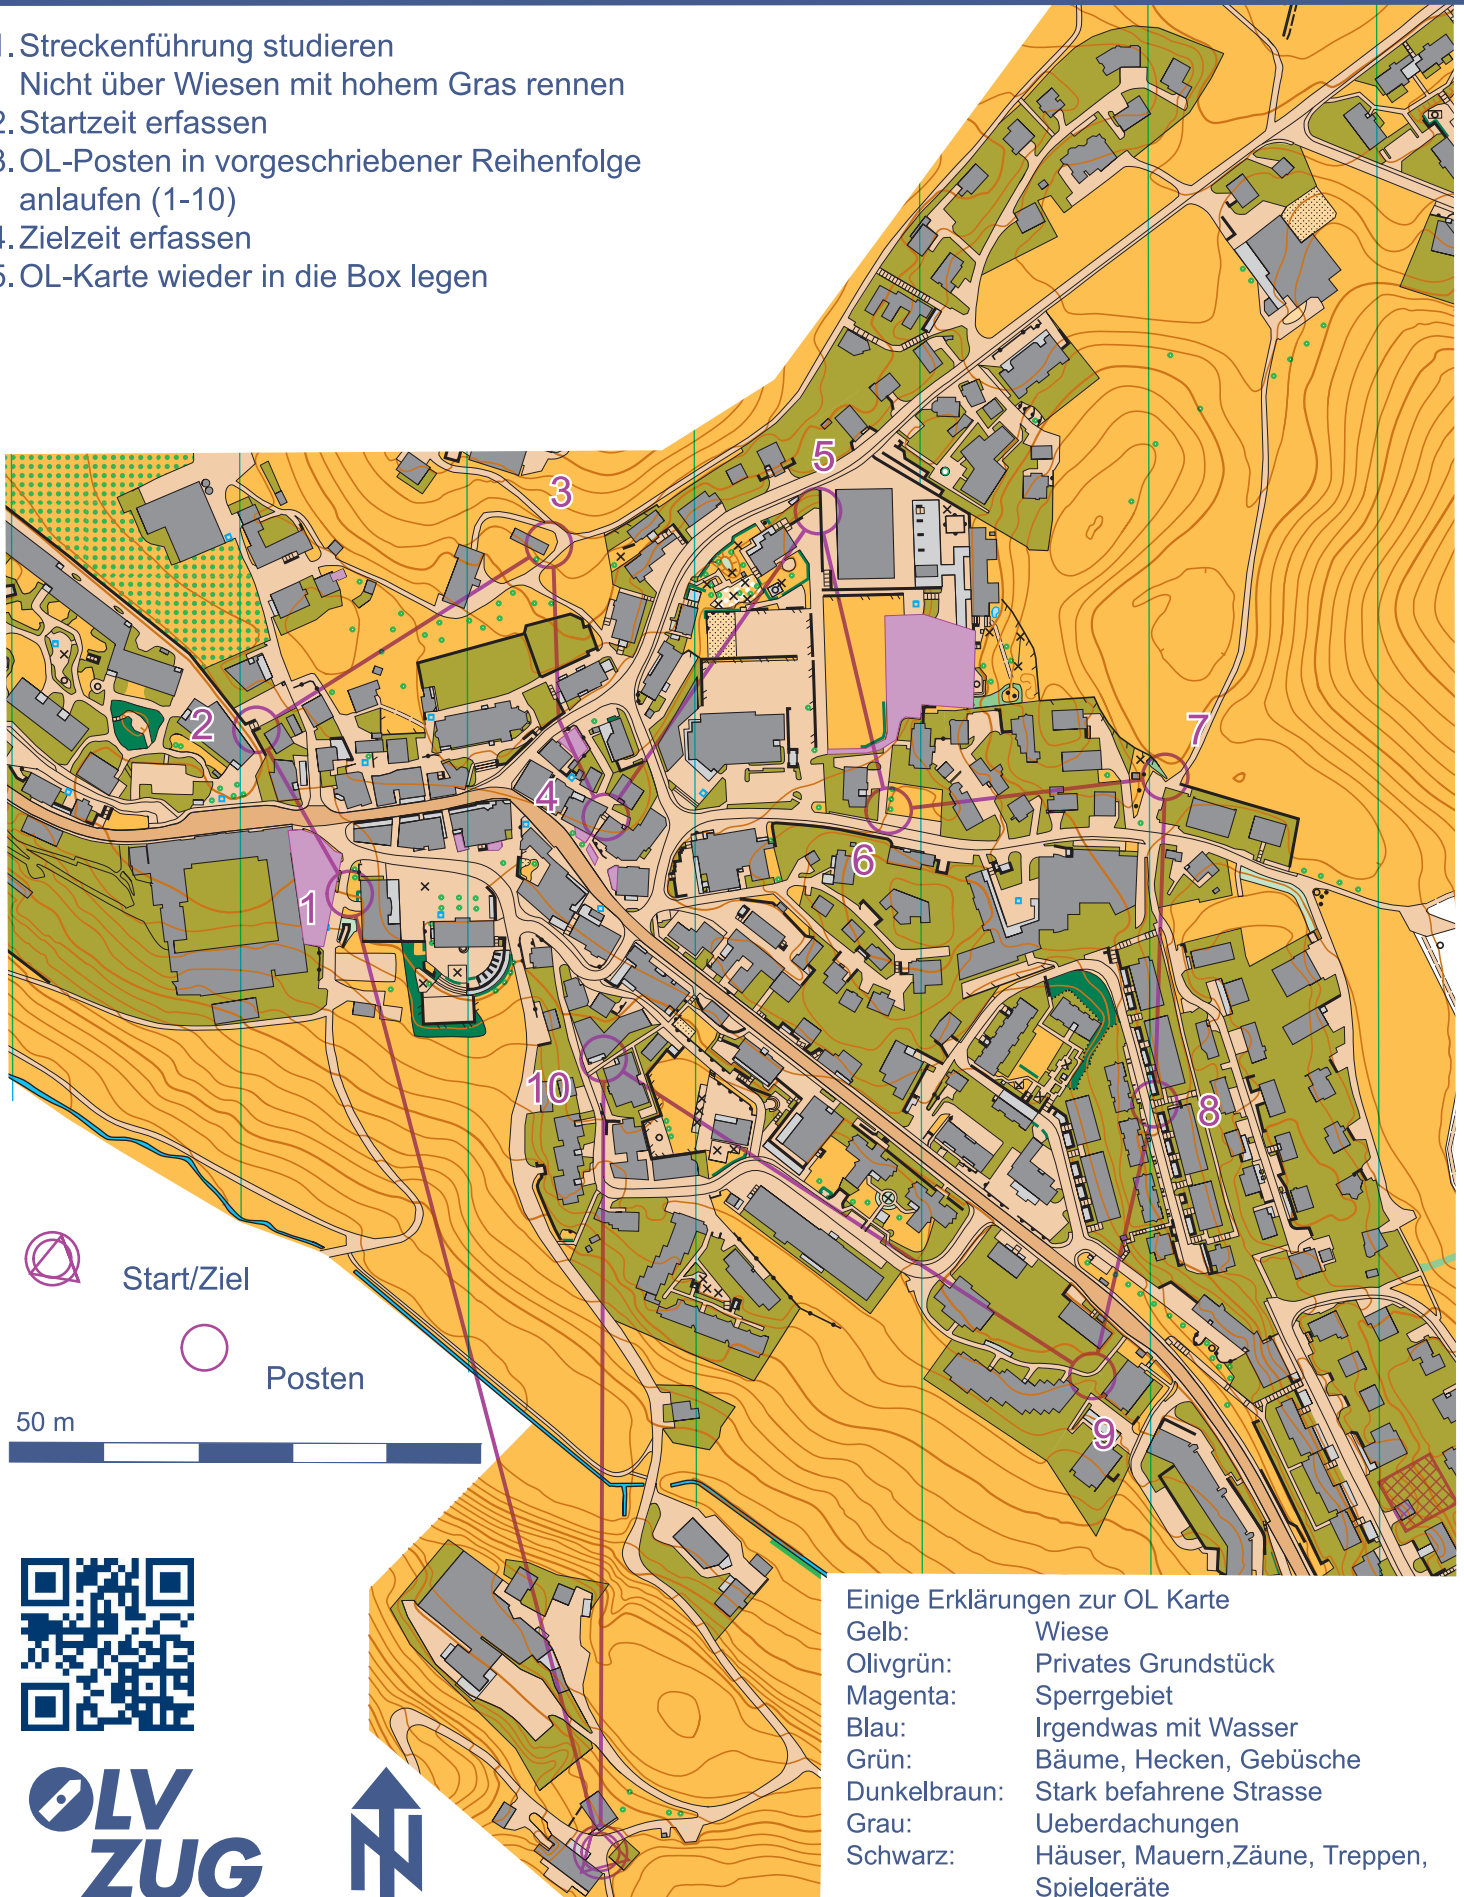 1. Streckenführung studieren
Nicht über Wiesen mit hohem Gras rennen
2. Startzeit erfassen
3. OL-Posten in vorgeschriebener Reihenfolge
anlaufen (1-10)
4. Zielzeit erfassen
5. OL-Karte wieder in die Box legen
5
3
2
7
4
6
1
10
8
9
Start/Ziel
Posten
50 m
OLV
ZUG
N
Einige Erklärungen zur OL Karte
Gelb: Wiese
Olivgrün: Privates Grundstück
Magenta: Sperrgebiet
Blau: Irgendwas mit Wasser
Grün: Bäume, Hecken, Gebüsche
Dunkelbraun: Stark befahrene Strasse
Grau: Ueberdachungen
Schwarz: Häuser, Mauern,Zäune, Treppen,
Spielgeräte